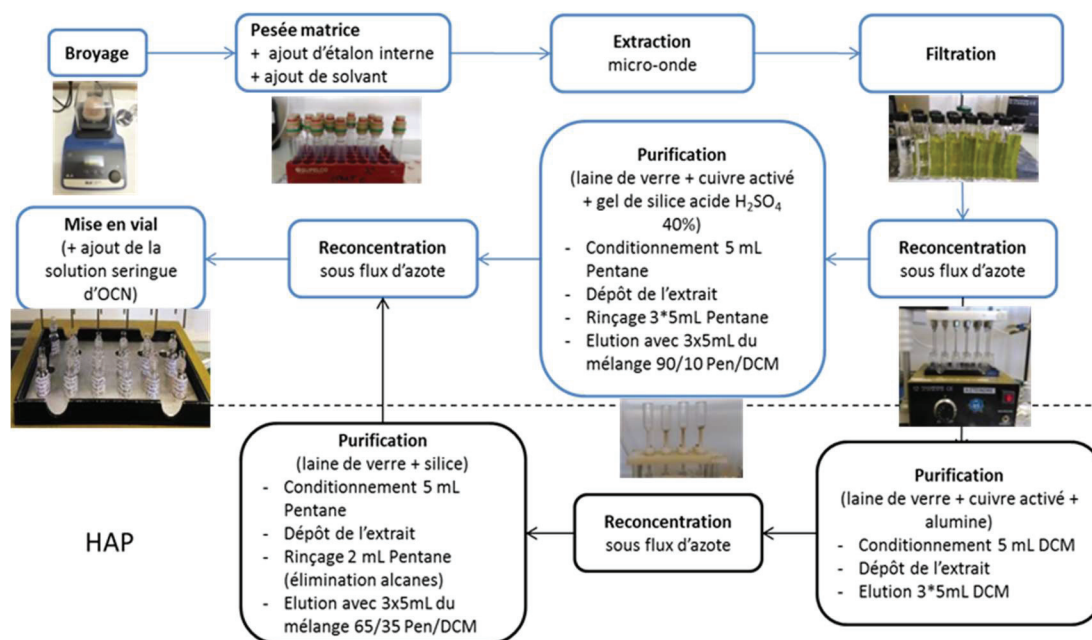 Broyage
Pesée matrice
+ ajout d'étalon interne
+ ajout de solvant
Extraction
micro-onde
Filtration
Reconcentration
sous flux d'azote
Purification
(laine de verre + cuivre activé
+ gel de silice acide H₂SO₄
40%)
- Conditionnement 5 mL
Pentane
- Dépôt de l'extrait
- Rinçage 3*5mL Pentane
- Elution avec 3x5mL du
mélange 90/10 Pen/DCM
Reconcentration
sous flux d'azote
Mise en vial
(+ ajout de la
solution seringue
d'OCN)
HAP
Purification
(laine de verre + cuivre activé +
alumine)
- Conditionnement 5 mL DCM
- Dépôt de l'extrait
- Elution 3*5mL DCM
Reconcentration
sous flux d'azote
Purification
(laine de verre + silice)
- Conditionnement 5 mL
Pentane
- Dépôt de l'extrait
- Rinçage 2 mL Pentane
(élimination alcanes)
- Elution avec 3x5mL du
mélange 65/35 Pen/DCM